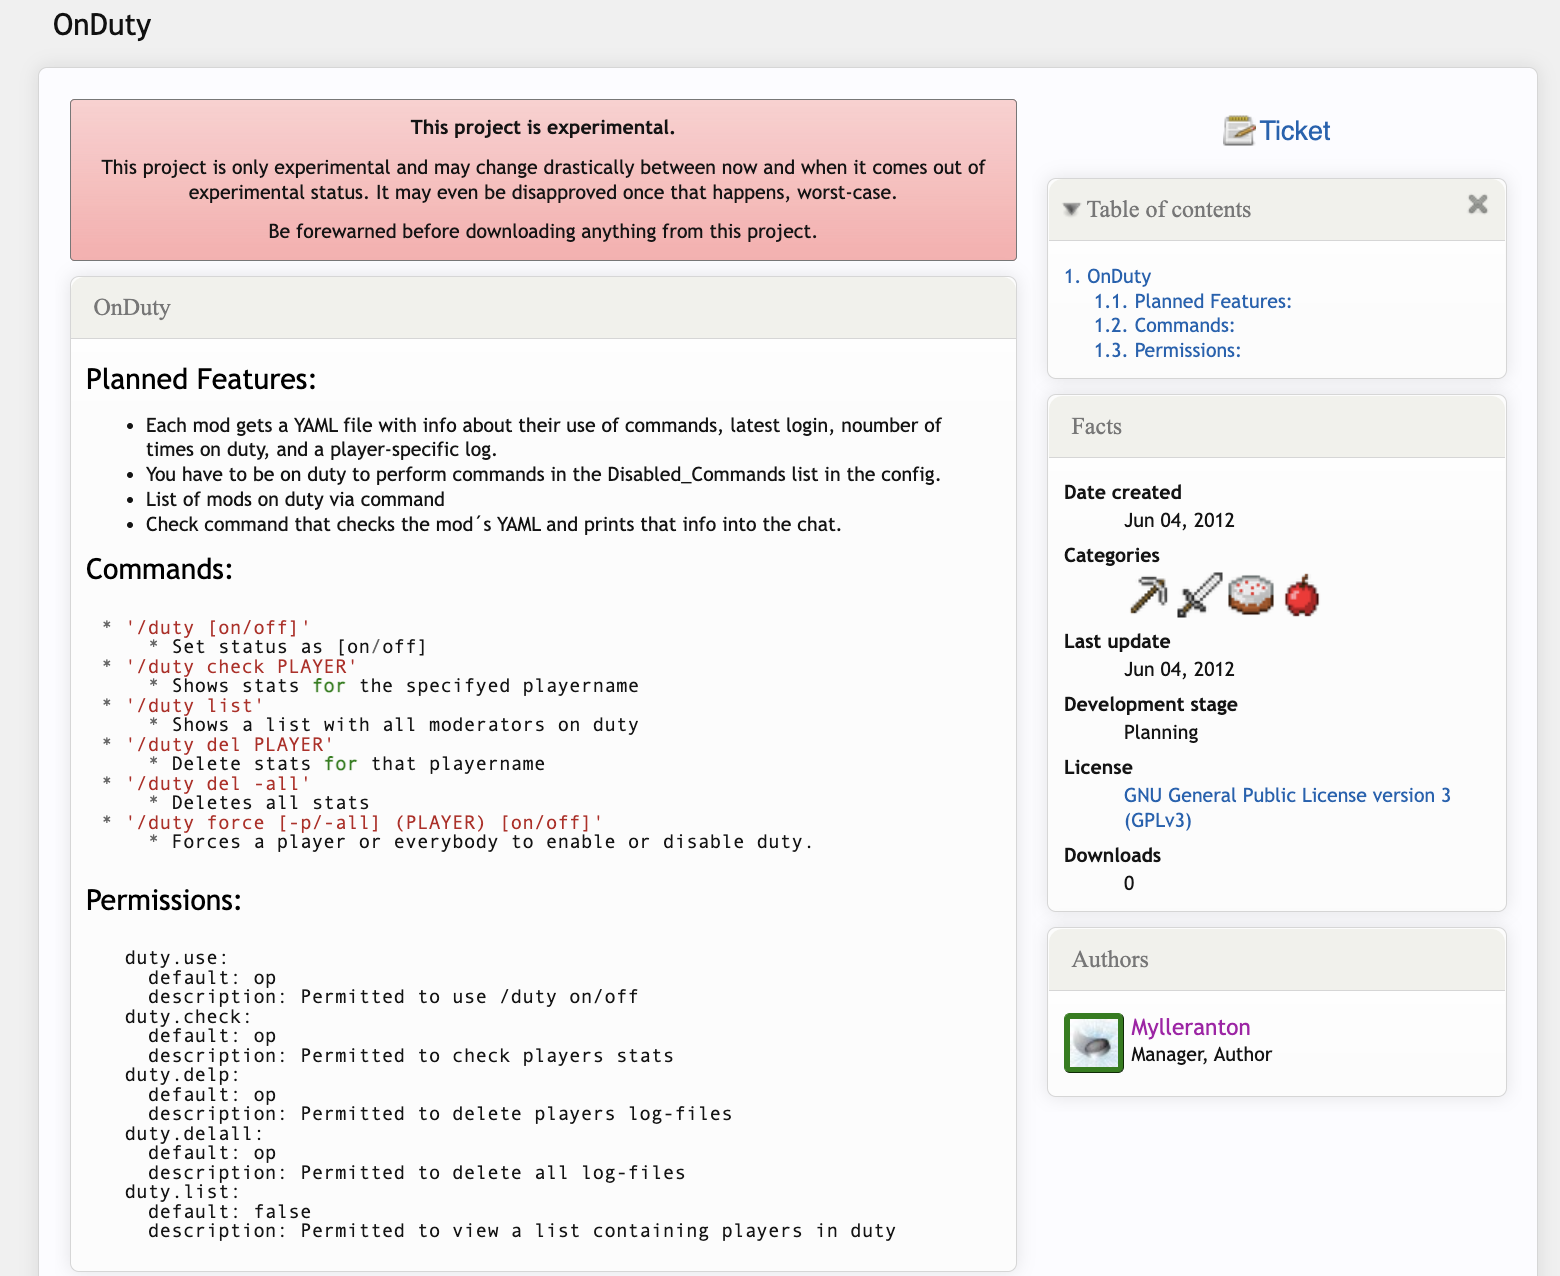 OnDuty
This project is experimental.
This project is only experimental and may change drastically between now and when it comes out of
experimental status. It may even be disapproved once that happens, worst-case.
Be forewarned before downloading anything from this project.
OnDuty
Planned Features:
• Each mod gets a YAML file with info about their use of commands, latest login, noumber of
times on duty, and a player-specific log.
• You have to be on duty to perform commands in the Disabled_Commands list in the config.
• List of mods on duty via command
• Check command that checks the mod´s YAML and prints that info into the chat.
Commands:
* '/duty [on/off]'
* Set status as [on/off]
* '/duty check PLAYER'
* Shows stats for the specifyed playername
* '/duty list'
* Shows a list with all moderators on duty
* '/duty del PLAYER'
* Delete stats for that playername
* '/duty del -all'
* Deletes all stats
* '/duty force [-p/-all] (PLAYER) [on/off]'
* Forces a player or everybody to enable or disable duty.
Permissions:
duty.use:
default: op
description: Permitted to use /duty on/off
duty.check:
default: op
description: Permitted to check players stats
duty.delp:
default: op
description: Permitted to delete players log-files
duty.delall:
default: op
description: Permitted to delete all log-files
duty.list:
default: false
description: Permitted to view a list containing players in duty
Ticket
Table of contents
1. OnDuty
1.1. Planned Features:
1.2. Commands:
1.3. Permissions:
Facts
Date created
Jun 04, 2012
Categories
Last update
Jun 04, 2012
Development stage
Planning
License
GNU General Public License version 3
(GPLv3)
Downloads
0
Authors
Mylleranton
Manager, Author